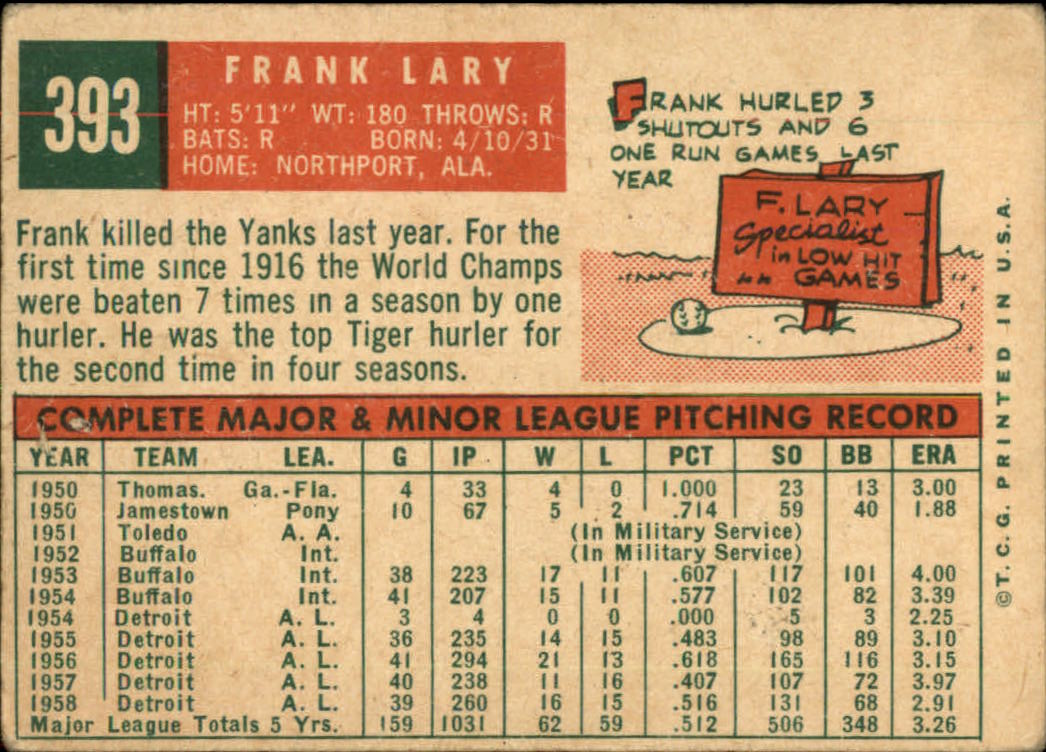 393
FRANK LARY
HT: 5'11" WT: 180 THROWS: R
BATS: R BORN: 4/10/31
HOME: NORTHPORT, ALA.
FRANK HURLED 3
SHUTOUTS AND 6
ONE RUN GAMES LAST
YEAR
F. LARY
Specialist
in LOW HIT
GAMES
Frank killed the Yanks last year. For the
first time since 1916 the World Champs
were beaten 7 times in a season by one
hurler. He was the top Tiger hurler for
the second time in four seasons.
COMPLETE MAJOR & MINOR LEAGUE PITCHING RECORD
YEAR TEAM LEA. G IP W L PCT SO BB ERA
1950 Thomas. Ga.-Fla. 4 33 4 0 1.000 23 13 3.00
1950 Jamestown Pony 10 67 5 2 .714 59 40 1.88
1951 Toledo A. A. (In Military Service)
1952 Buffalo Int. (In Military Service)
1953 Buffalo Int. 38 223 17 11 .607 117 101 4.00
1954 Buffalo Int. 41 207 15 11 .577 102 82 3.39
1954 Detroit A. L. 3 4 0 0 .000 5 3 2.25
1955 Detroit A. L. 36 235 14 15 .483 98 89 3.10
1956 Detroit A. L. 41 294 21 13 .618 165 116 3.15
1957 Detroit A. L. 40 238 11 16 .407 107 72 3.97
1958 Detroit A. L. 39 260 16 15 .516 131 68 2.91
Major League Totals 5 Yrs. 159 1031 62 59 .512 506 348 3.26
©T. C. G. PRINTED IN U.S.A.